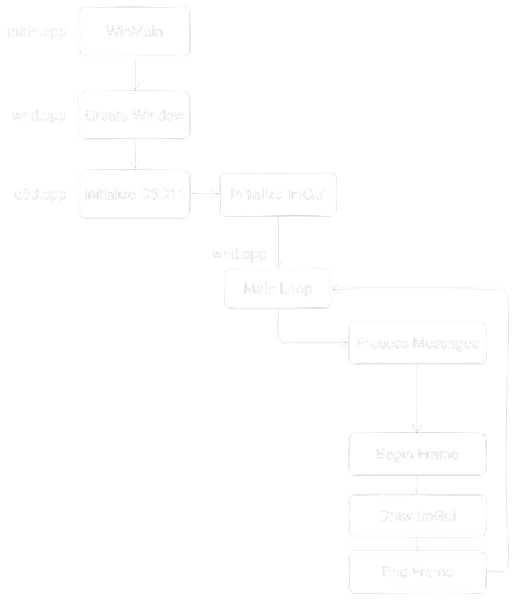 main.cpp
WinMain
wnd.cpp
Create Window
d3d.cpp
Initialize D3D11
Initialize ImGui
wnd.cpp
Main Loop
Process Messages
Begin Frame
Draw ImGui
End Frame